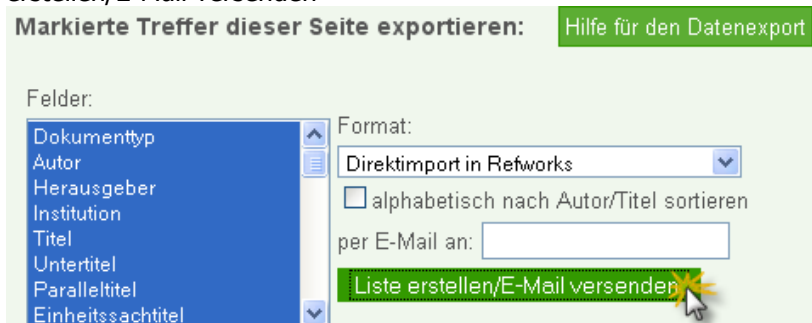 Markierte Treffer dieser Seite exportieren:
Hilfe für den Datenexport
Felder:
Dokumenttyp
Autor
Herausgeber
Institution
Titel
Untertitel
Paralleltitel
Einheitssachtitel
Format:
Direktimport in Refworks
alphabetisch nach Autor/Titel sortieren
per E-Mail an:
Liste erstellen/E-Mail versenden